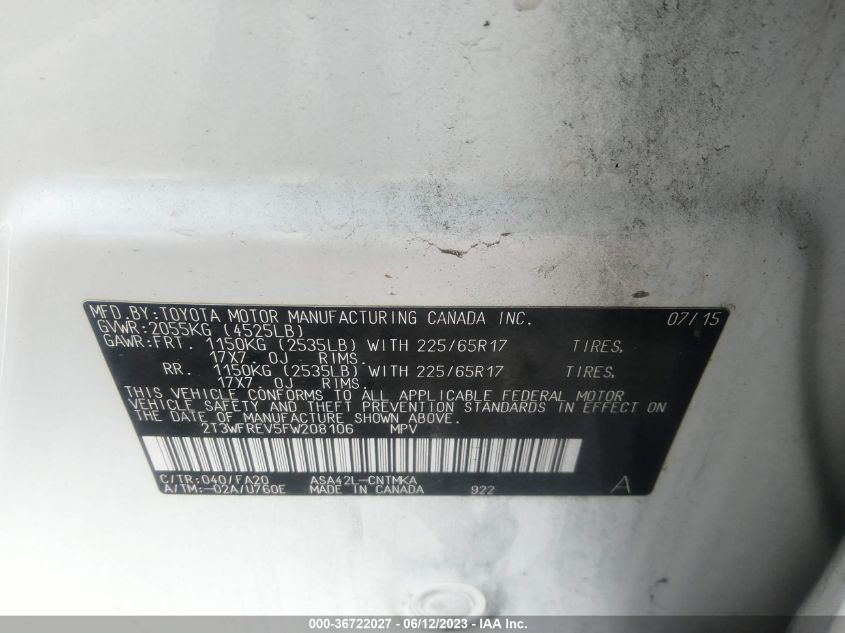 MFD.BY:TOYOTA MOTOR MANUFACTURING CANADA INC. 07/15
GVWR:2055KG (4525LB)
GAWR:FRT. 1150KG (2535LB) WITH 225/65R17 TIRES,
17X7 0J RIMS.
RR. 1150KG (2535LB) WITH 225/65R17 TIRES,
17X7 0J RIMS.
THIS VEHICLE CONFORMS TO ALL APPLICABLE FEDERAL MOTOR
VEHICLE SAFETY AND THEFT PREVENTION STANDARDS IN EFFECT ON
THE DATE OF MANUFACTURE SHOWN ABOVE.
2T3WFREV5FW208106 MPV
C/TR:040/FA20 ASA42L-CNTMKA
A/TM:-02A/U760E MADE IN CANADA 922 A
000-36722027 - 06/12/2023 - IAA Inc.